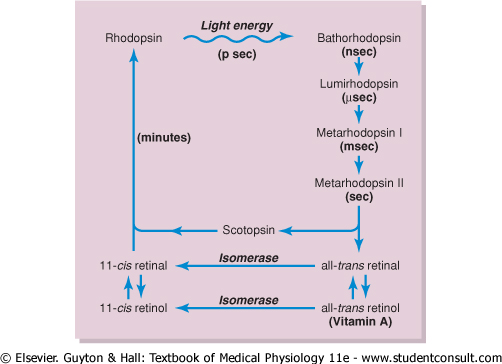 Light energy
Rhodopsin
Bathorhodopsin
(p sec)
(nsec)
Lumirhodopsin
(μsec)
Metarhodopsin I
(minutes)
(msec)
Metarhodopsin II
(sec)
Scotopsin
Isomerase
11-cis retinal
all-trans retinal
Isomerase
11-cis retinol
all-trans retinol
(Vitamin A)
© Elsevier. Guyton & Hall: Textbook of Medical Physiology 11e - www.studentconsult.com